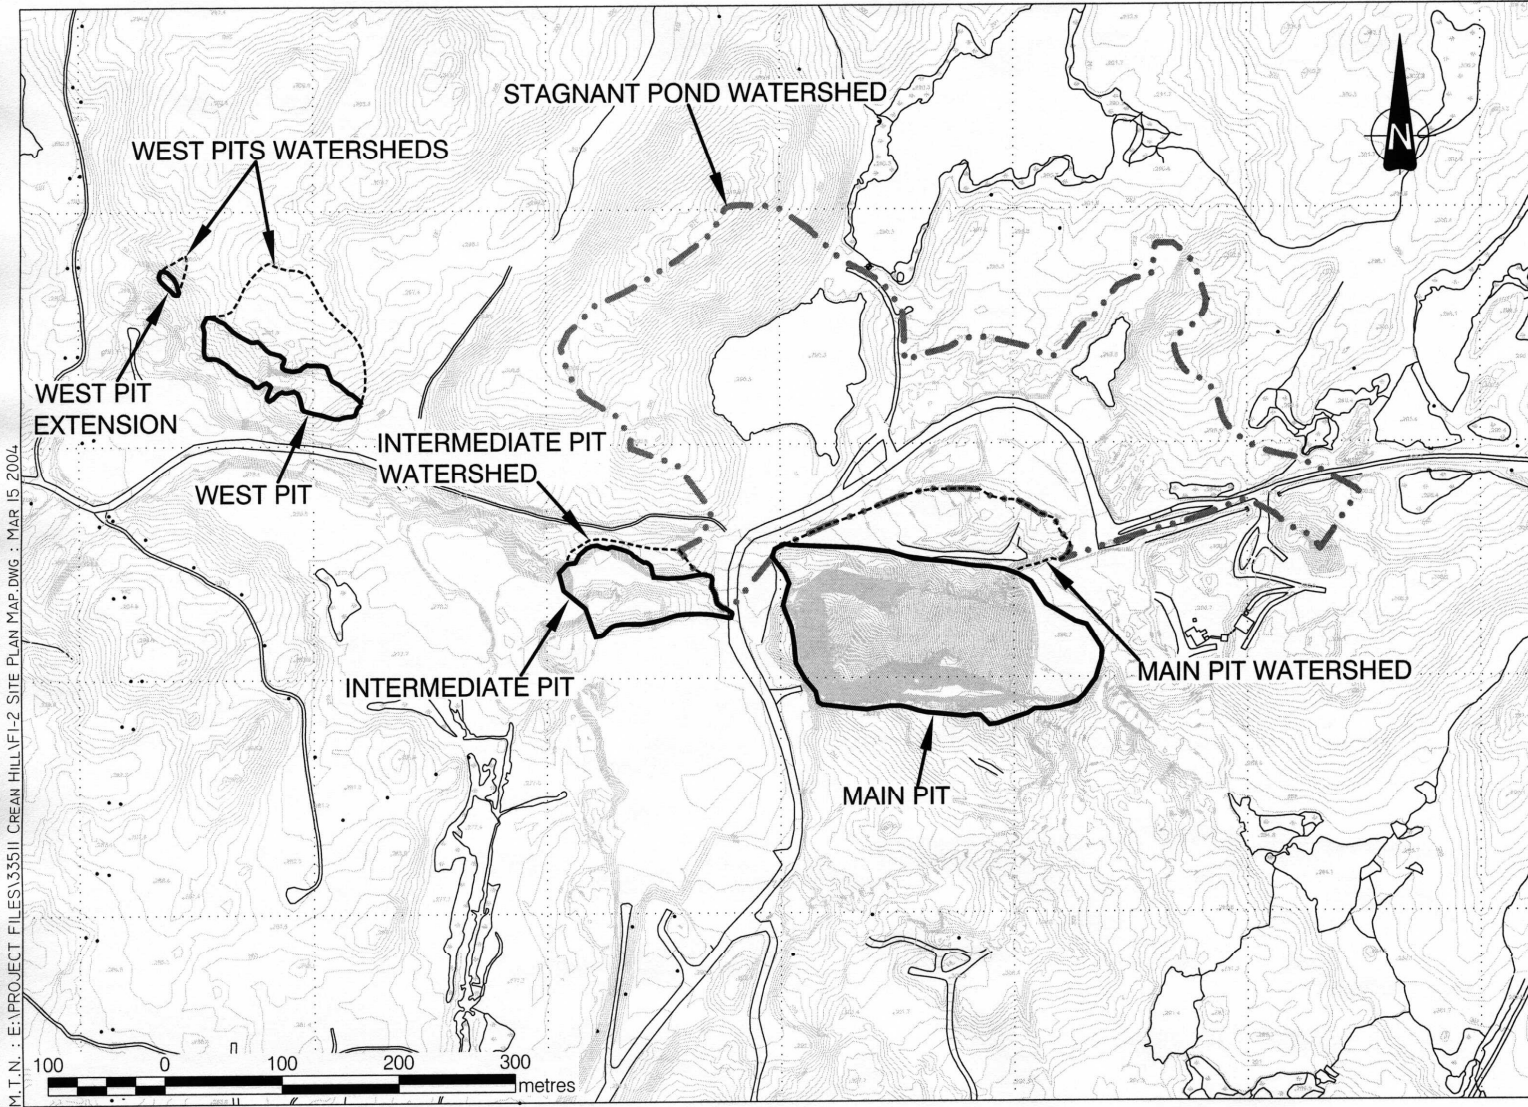 STAGNANT POND WATERSHED
WEST PITS WATERSHEDS
N
WEST PIT
EXTENSION
INTERMEDIATE PIT
WATERSHED
WEST PIT
MAIN PIT WATERSHED
INTERMEDIATE PIT
MAIN PIT
100 0 100 200 300
metres
M.T.N. : E:\PROJECT FILES\33511 CREAN HILL\F1-2 SITE PLAN MAP.DWG : MAR 15 2004